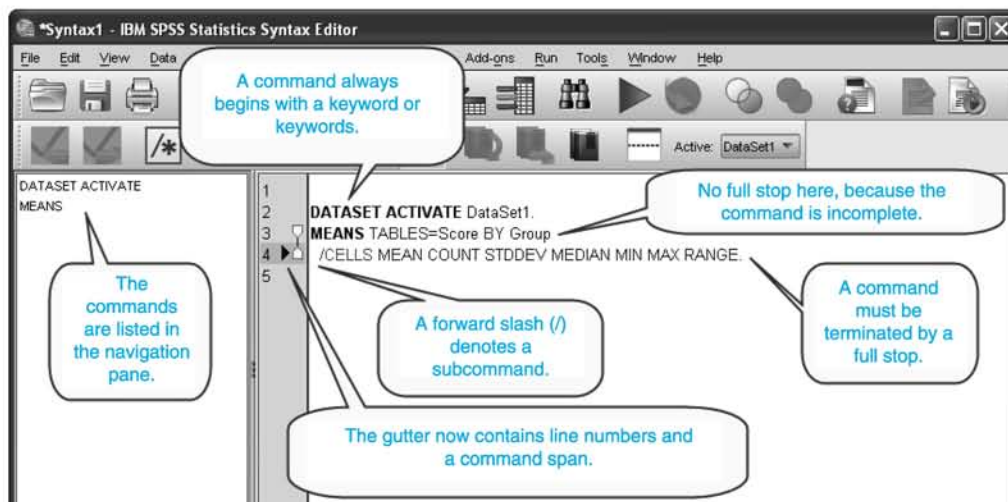 *Syntax1 - IBM SPSS Statistics Syntax Editor
File Edit View Data Add-ons Run Tools Window Help
A command always
begins with a keyword or
keywords.
/*
Active: DataSet1
DATASET ACTIVATE
MEANS
1
2 DATASET ACTIVATE DataSet1.
3 MEANS TABLES=Score BY Group
4 /CELLS MEAN COUNT STDDEV MEDIAN MIN MAX RANGE.
5
No full stop here, because the
command is incomplete.
The
commands
are listed in
the navigation
pane.
A forward slash (/)
denotes a
subcommand.
A command
must be
terminated by a
full stop.
The gutter now contains line numbers and
a command span.